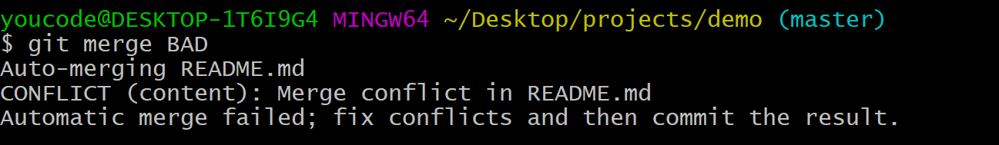 youcode@DESKTOP-1T6I9G4 MINGW64 ~/Desktop/projects/demo (master)
$ git merge BAD
Auto-merging README.md
CONFLICT (content): Merge conflict in README.md
Automatic merge failed; fix conflicts and then commit the result.